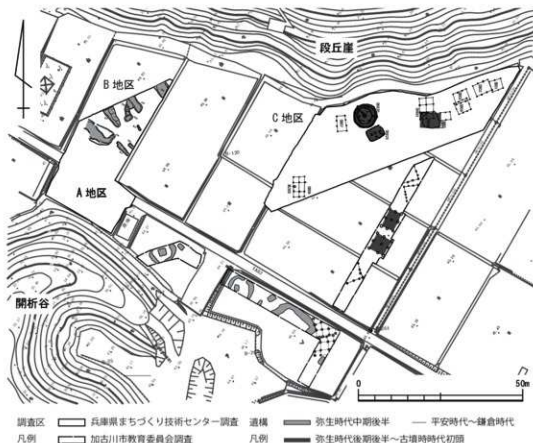 段丘崖
B 地区
C 地区
A 地区
開析谷
0
50m
調査区
兵庫県まちづくり技術センター調査
遺構
弥生時代中期後半
平安時代~鎌倉時代
凡例
加古川市教育委員会調査
凡例
弥生時代後期後半~古墳時代初頭